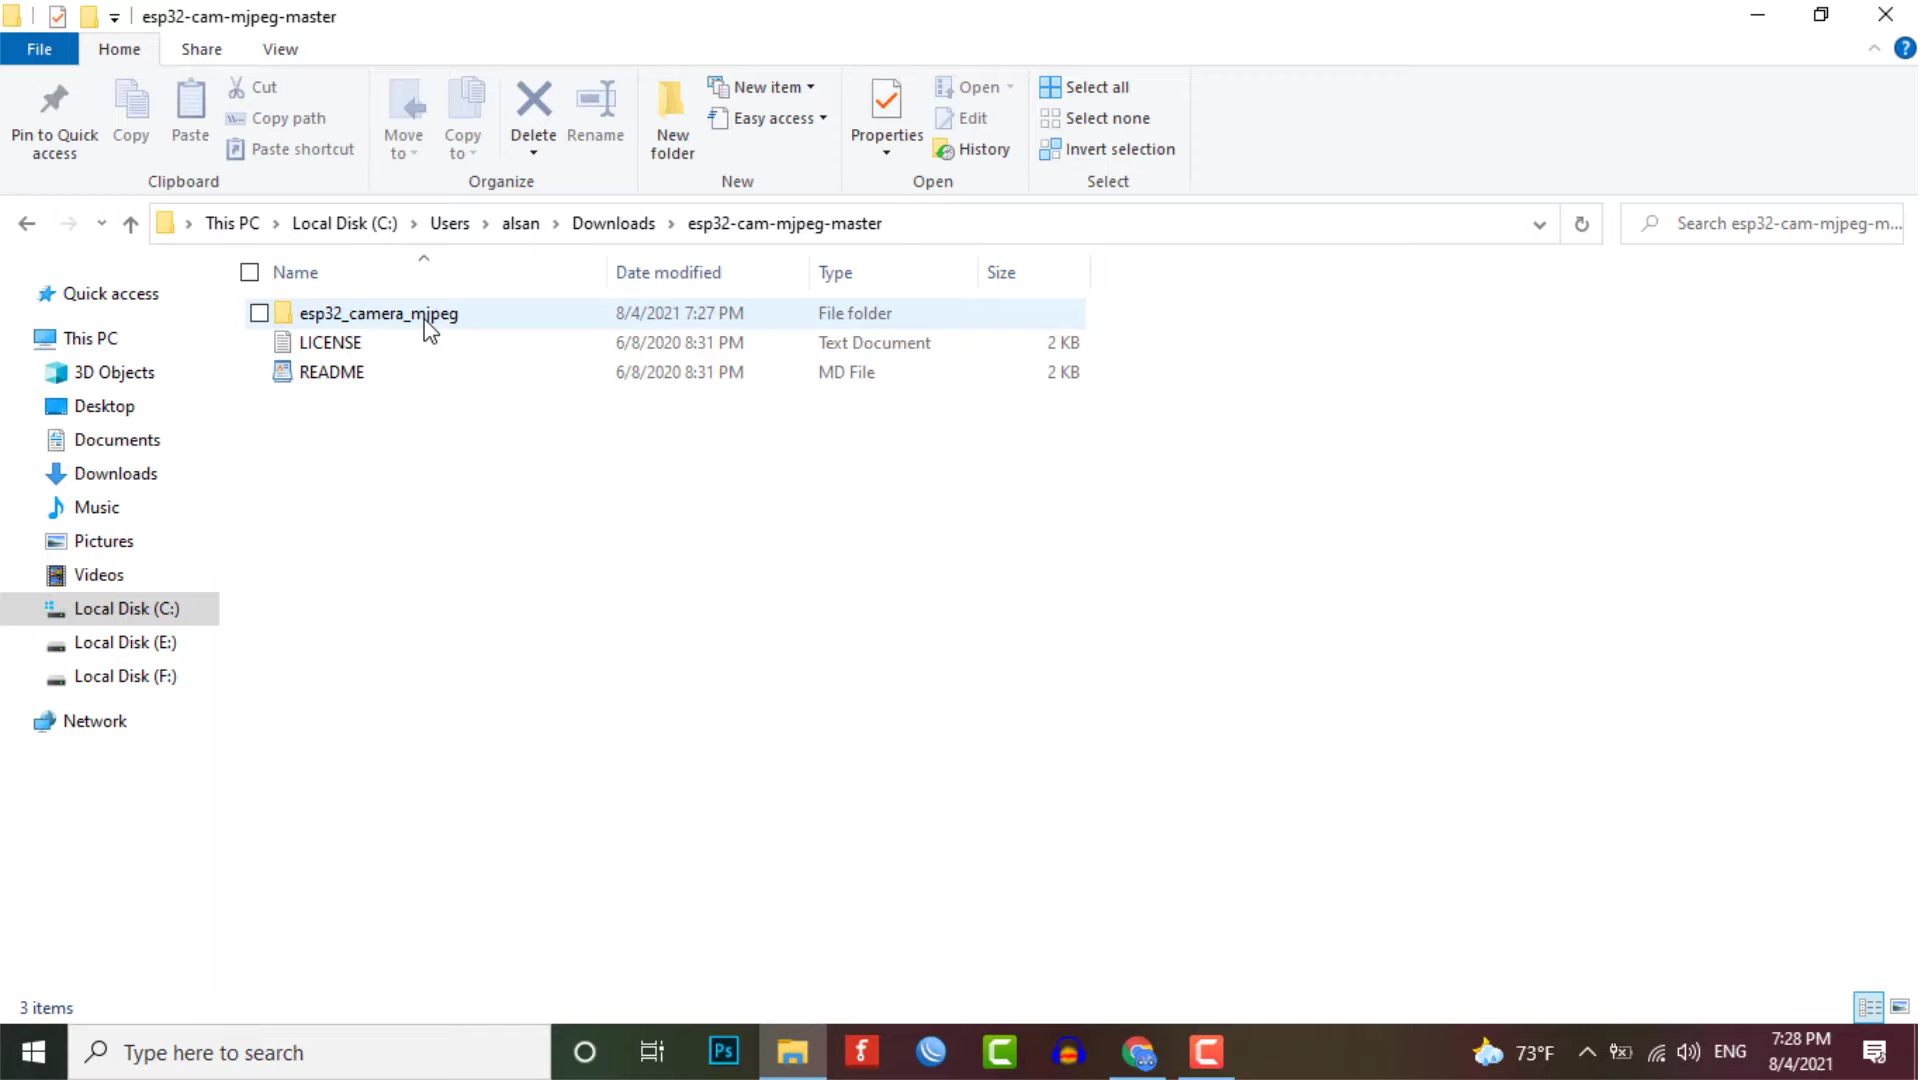 esp32-cam-mjpeg-master
File Home Share View
Pin to Quick access
Copy
Paste
Cut
Copy path
Paste shortcut
Clipboard
Move to
Copy to
Delete
Rename
Organize
New folder
New item
Easy access
New
Properties
Open
Edit
History
Open
Select all
Select none
Invert selection
Select
This PC > Local Disk (C:) > Users > alsan > Downloads > esp32-cam-mjpeg-master
Search esp32-cam-mjpeg-m...
Name Date modified Type Size
esp32_camera_mjpeg 8/4/2021 7:27 PM File folder
LICENSE 6/8/2020 8:31 PM Text Document 2 KB
README 6/8/2020 8:31 PM MD File 2 KB
Quick access
This PC
3D Objects
Desktop
Documents
Downloads
Music
Pictures
Videos
Local Disk (C:)
Local Disk (E:)
Local Disk (F:)
Network
3 items
Type here to search
Ps
73°F
ENG
7:28 PM
8/4/2021